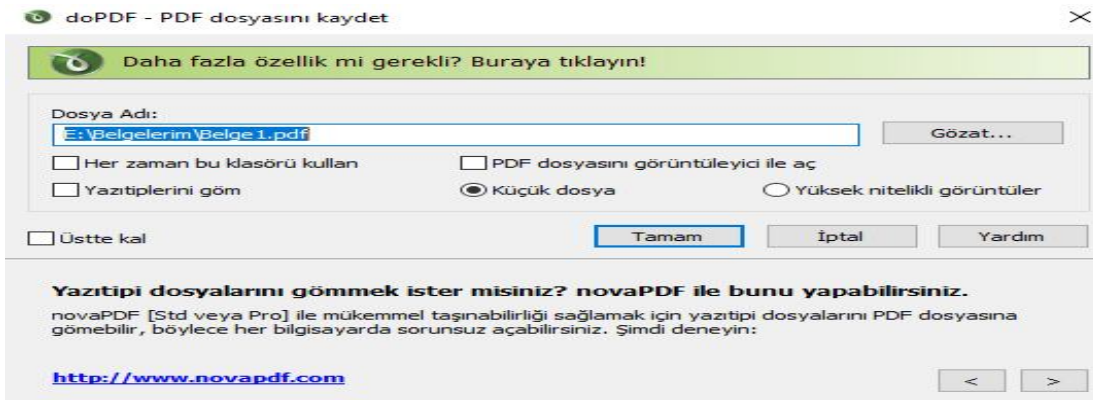 doPDF - PDF dosyasını kaydet
Daha fazla özellik mi gerekli? Buraya tıklayın!
Dosya Adı:
E:\Belgelerim\Belge1.pdf
Gözat...
Her zaman bu klasörü kullan
PDF dosyasını görüntüleyici ile aç
Yazıtiplerini göm
Küçük dosya
Yüksek nitelikli görüntüler
Üstte kal
Tamam
İptal
Yardım
Yazıtipi dosyalarını gömmek ister misiniz? novaPDF ile bunu yapabilirsiniz.
novaPDF [Std veya Pro] ile mükemmel taşınabilirliği sağlamak için yazıtipi dosyalarını PDF dosyasına
gömebilir, böylece her bilgisayarda sorunsuz açabilirsiniz. Şimdi deneyin:
http://www.novapdf.com
< >